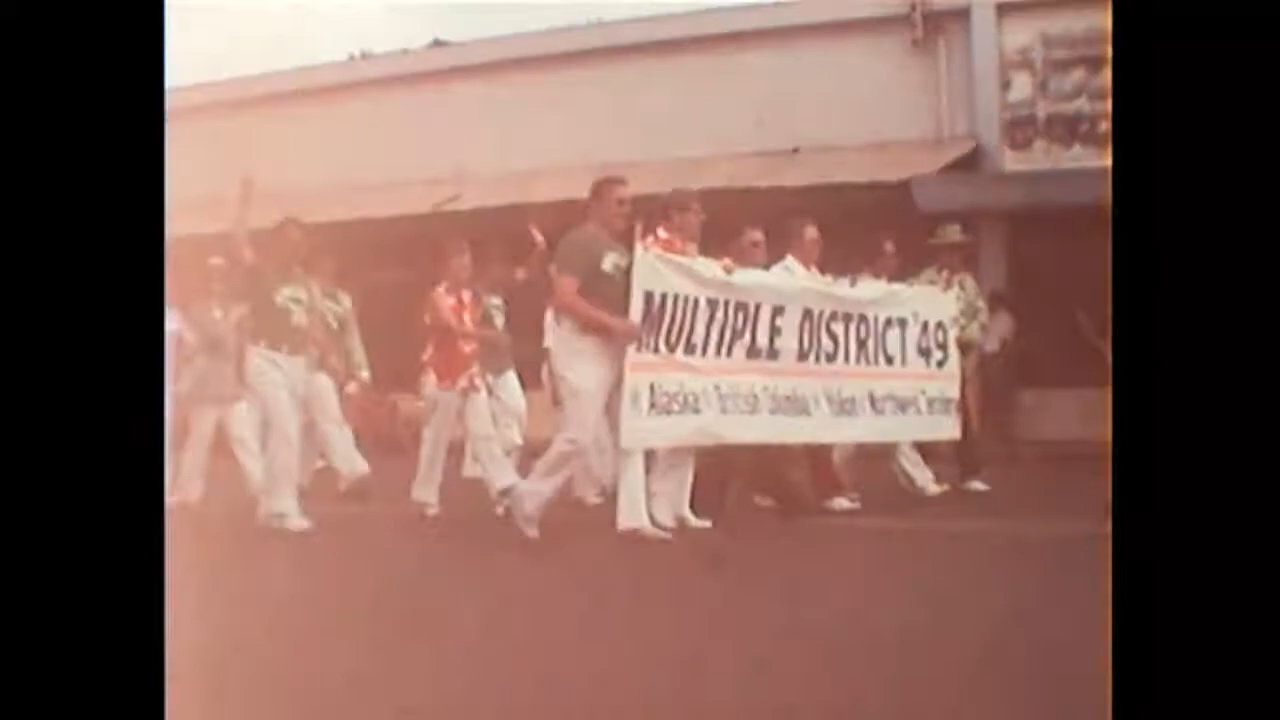 MULTIPLE DISTRICT '49
Alaska British Columbia Yukon Northwest Territories